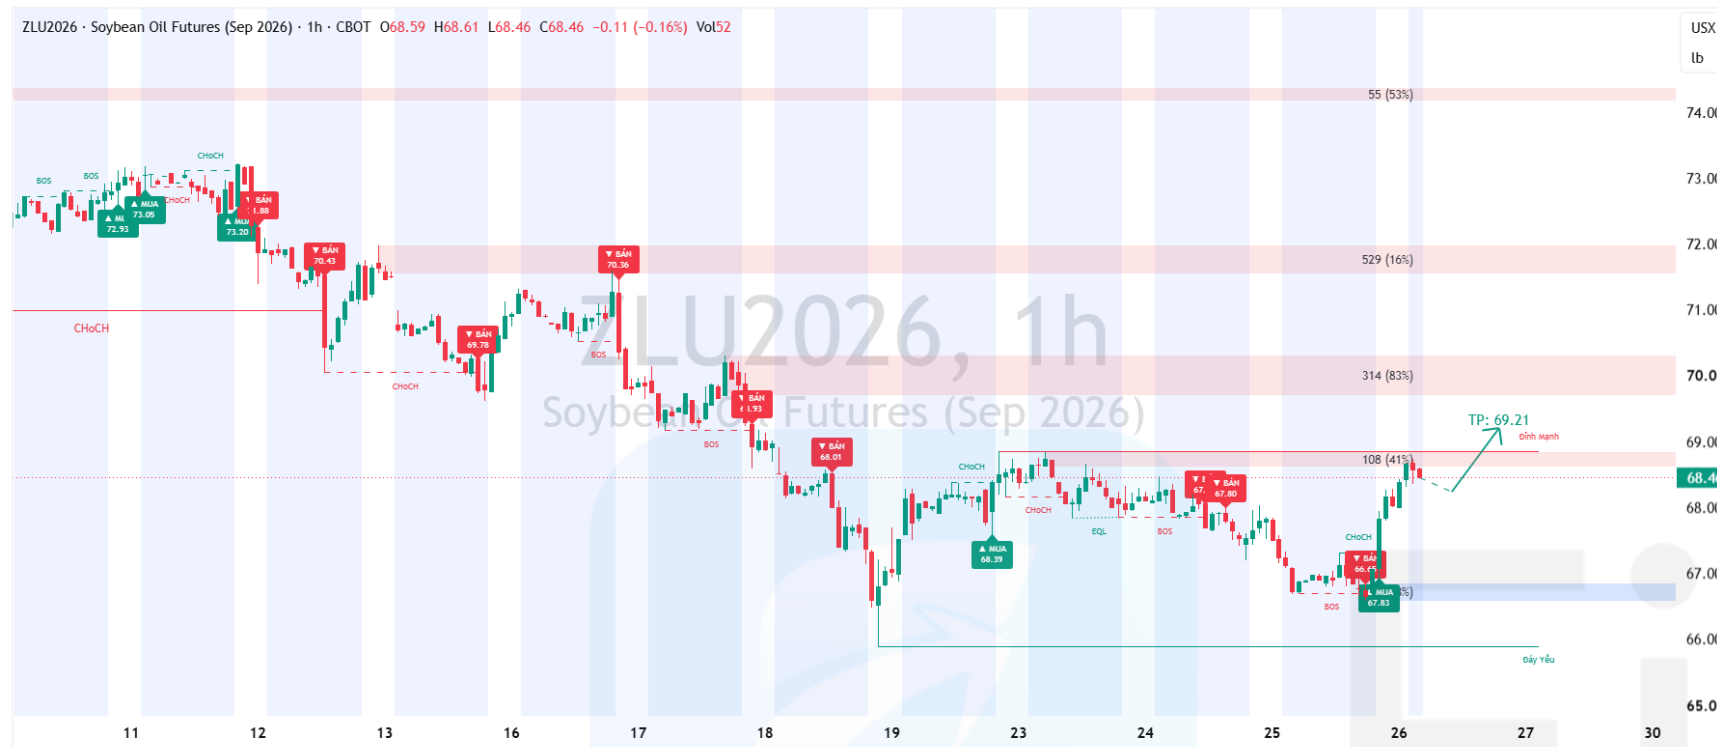 ZLU2026 · Soybean Oil Futures (Sep 2026) · 1h · CBOT O68.59 H68.61 L68.46 C68.46 −0.11 (−0.16%) Vol52
USX
lb
55 (53%)
74.00
CHoCH
BOS
BOS
73.00
CHoCH
▲ MUA
73.05
72.93
▲ MUA
73.20
▼ BÁN
529 (16%)
72.00
▼ BÁN
70.43
▼ BÁN
70.36
71.00
CHoCH
▼ BÁN
69.78
BOS
ZLU2026, 1h
314 (83%)
70.0
CHoCH
Soybean Oil Futures (Sep 2026)
▼ BÁN
BOS
TP: 69.21
Đỉnh Mạnh
69.00
▼ BÁN
68.01
108 (41%)
CHoCH
68.46
▼ BÁN
67.80
CHoCH
68.00
EQL
BOS
CHoCH
▲ MUA
68.39
▼ BÁN
66.65
67.00
▲ MUA
67.83
BOS
66.00
Đáy Yếu
65.00
11 12 13 16 17 18 19 23 24 25 26 27 30